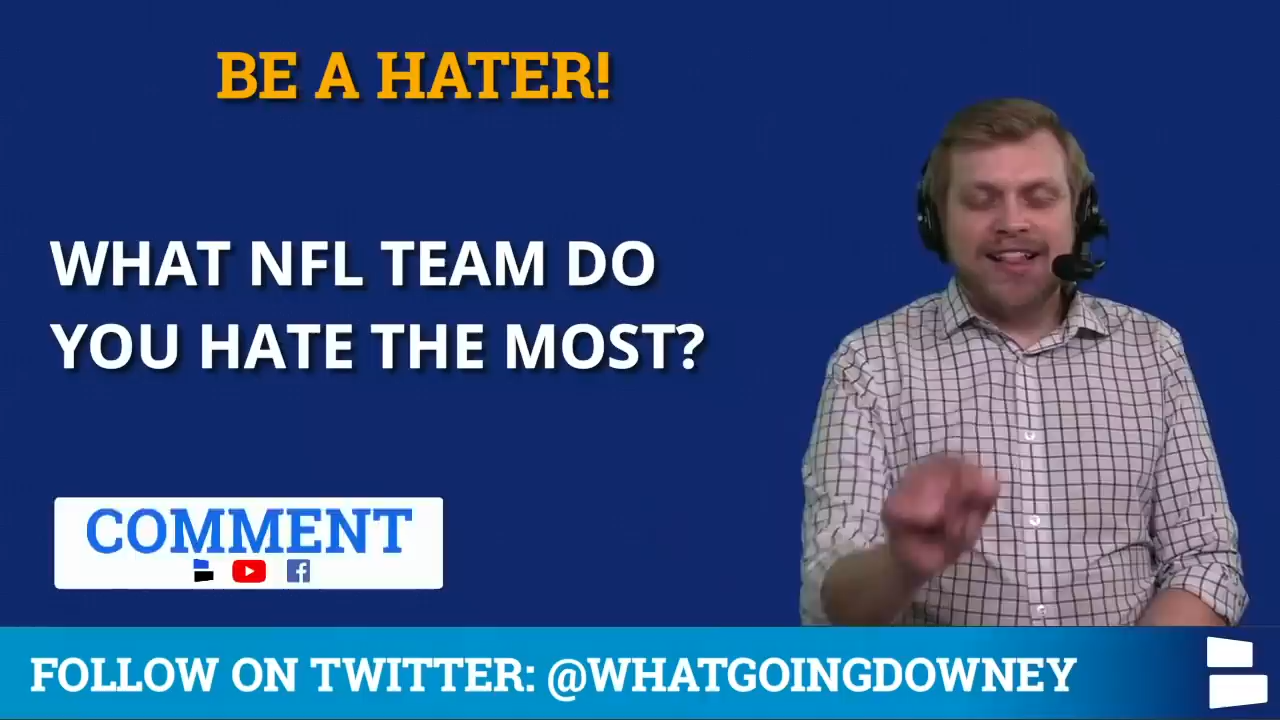 BE A HATER!
WHAT NFL TEAM DO
YOU HATE THE MOST?
COMMENT
FOLLOW ON TWITTER: @WHATGOINGDOWNEY